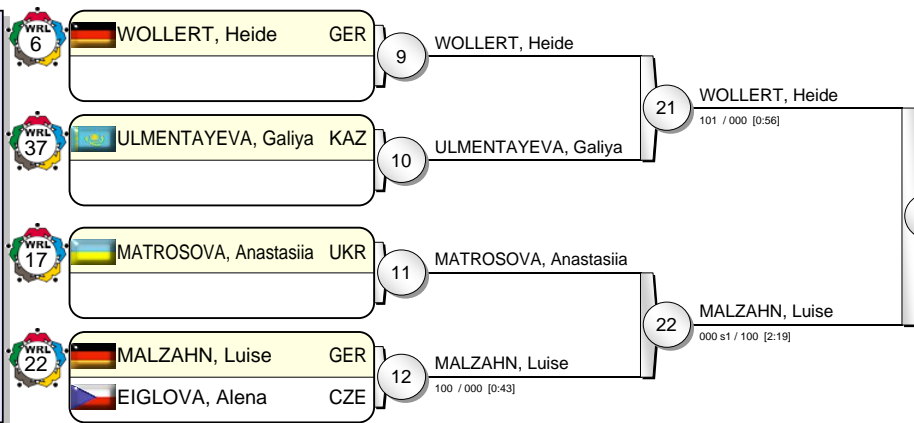 WRL
6
WOLLERT, Heide GER
9
WOLLERT, Heide
21
WOLLERT, Heide
101 / 000 [0:56]
WRL
37
ULMENTAYEVA, Galiya KAZ
10
ULMENTAYEVA, Galiya
WRL
17
MATROSOVA, Anastasiia UKR
11
MATROSOVA, Anastasiia
22
MALZAHN, Luise
000 s1 / 100 [2:19]
WRL
22
MALZAHN, Luise GER
12
MALZAHN, Luise
100 / 000 [0:43]
EIGLOVA, Alena CZE